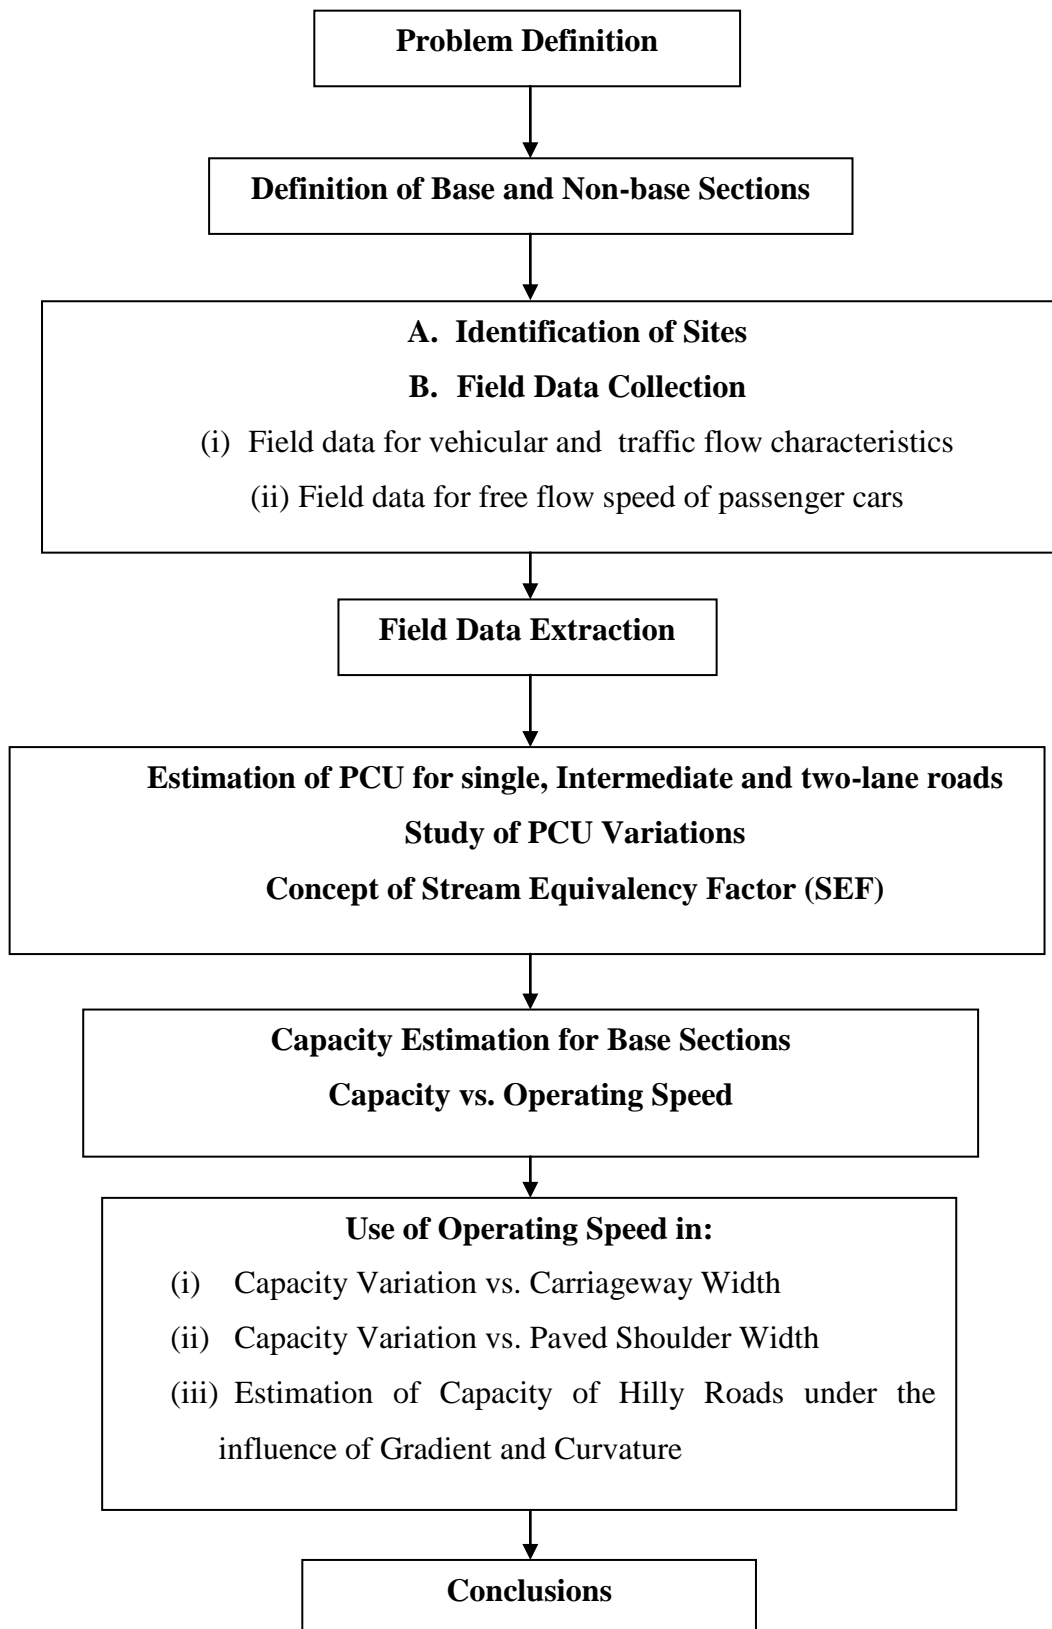 Problem Definition
Definition of Base and Non-base Sections
A. Identification of Sites
B. Field Data Collection
(i) Field data for vehicular and traffic flow characteristics
(ii) Field data for free flow speed of passenger cars
Field Data Extraction
Estimation of PCU for single, Intermediate and two-lane roads
Study of PCU Variations
Concept of Stream Equivalency Factor (SEF)
Capacity Estimation for Base Sections
Capacity vs. Operating Speed
Use of Operating Speed in:
(i) Capacity Variation vs. Carriageway Width
(ii) Capacity Variation vs. Paved Shoulder Width
(iii) Estimation of Capacity of Hilly Roads under the
influence of Gradient and Curvature
Conclusions